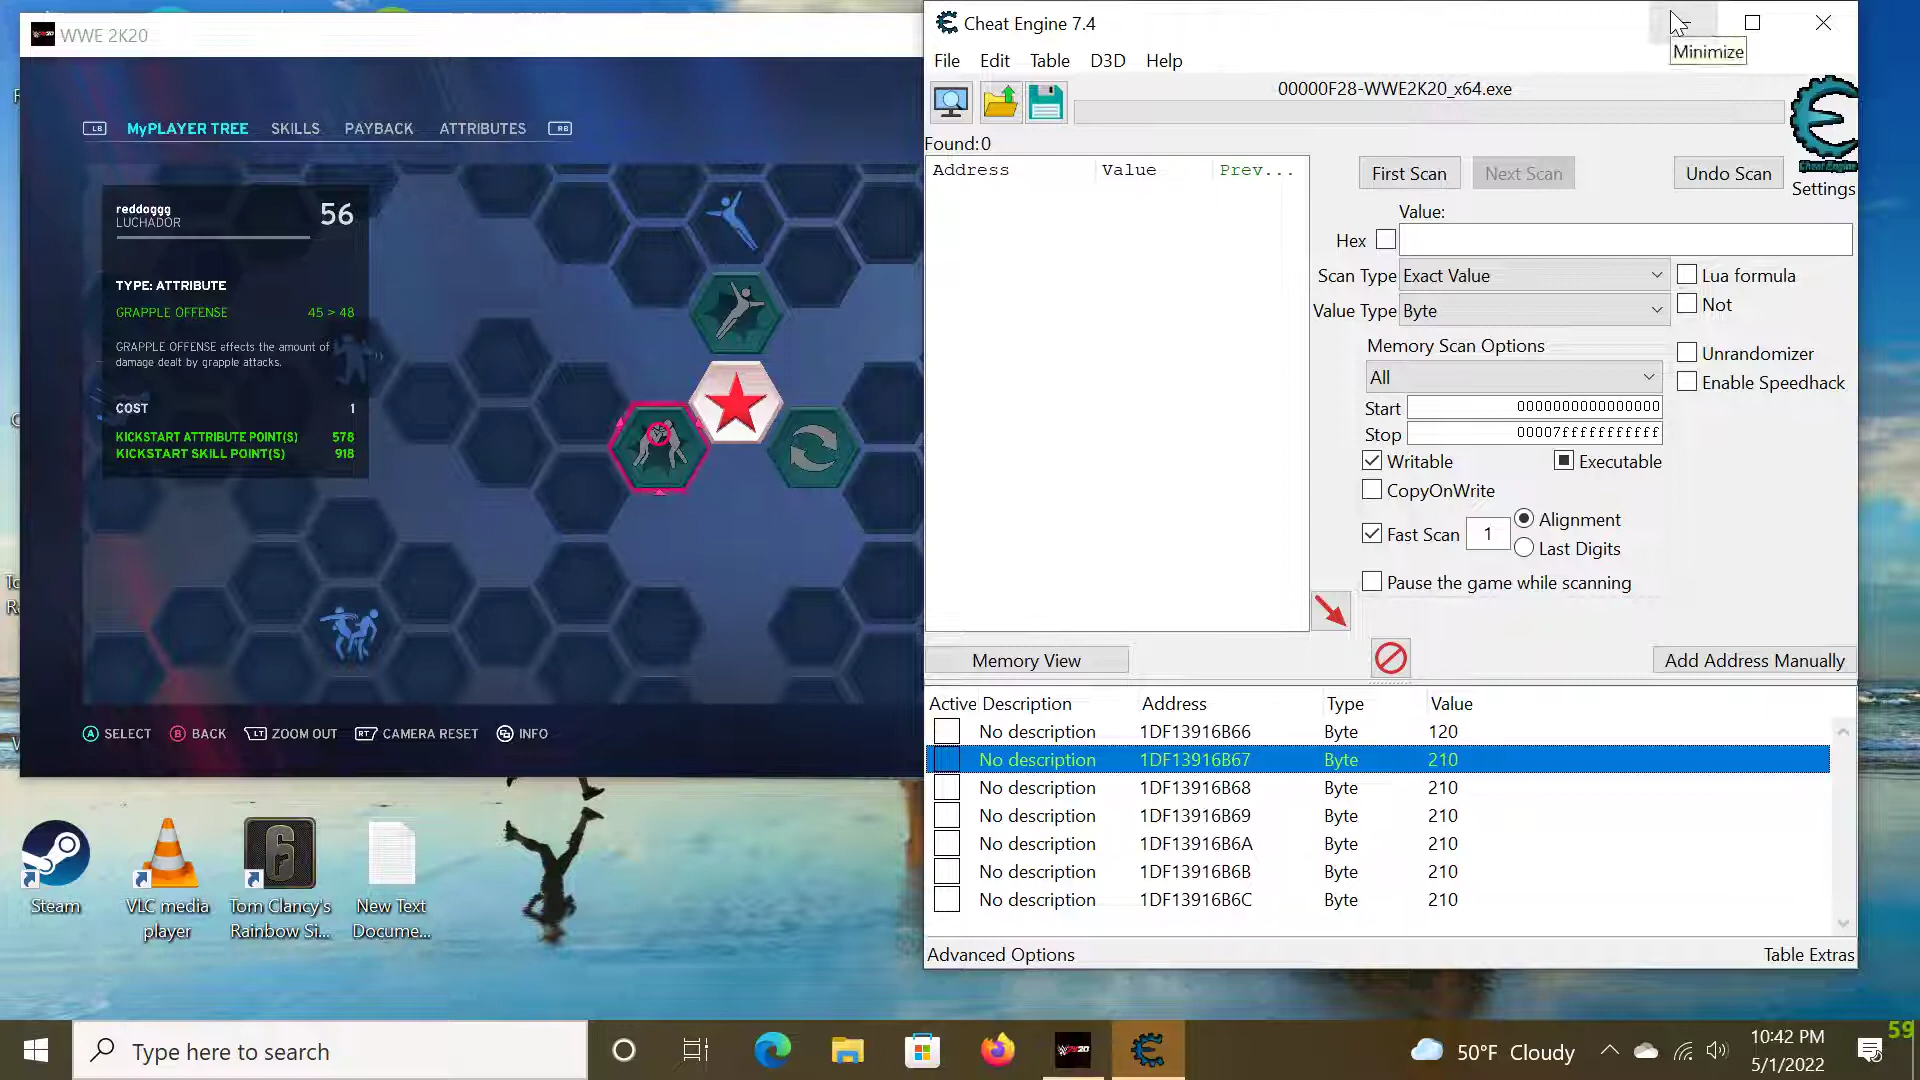 WWE 2K20
LB MyPLAYER TREE SKILLS PAYBACK ATTRIBUTES RB
reddoggg 56
LUCHADOR
TYPE: ATTRIBUTE
GRAPPLE OFFENSE 45 > 48
GRAPPLE OFFENSE affects the amount of
damage dealt by grapple attacks.
COST 1
KICKSTART ATTRIBUTE POINT(S) 578
KICKSTART SKILL POINT(S) 918
A SELECT B BACK LT ZOOM OUT RT CAMERA RESET INFO
Cheat Engine 7.4
Minimize
File Edit Table D3D Help
00000F28-WWE2K20_x64.exe
Found:0
Address Value Prev...
First Scan Next Scan Undo Scan
Cheat Engine
Settings
Value:
Hex
Scan Type Exact Value Lua formula
Value Type Byte Not
Memory Scan Options
All
Unrandomizer
Enable Speedhack
Start 0000000000000000
Stop 00007fffffffffff
Writable Executable
CopyOnWrite
Fast Scan 1 Alignment
Last Digits
Pause the game while scanning
Memory View Add Address Manually
Active Description Address Type Value
No description 1DF13916B66 Byte 120
No description 1DF13916B67 Byte 210
No description 1DF13916B68 Byte 210
No description 1DF13916B69 Byte 210
No description 1DF13916B6A Byte 210
No description 1DF13916B6B Byte 210
No description 1DF13916B6C Byte 210
Advanced Options Table Extras
Steam
VLC media
player
Tom Clancy's
Rainbow Si...
New Text
Docume...
Type here to search
2K20
50°F Cloudy
10:42 PM
5/1/2022
59